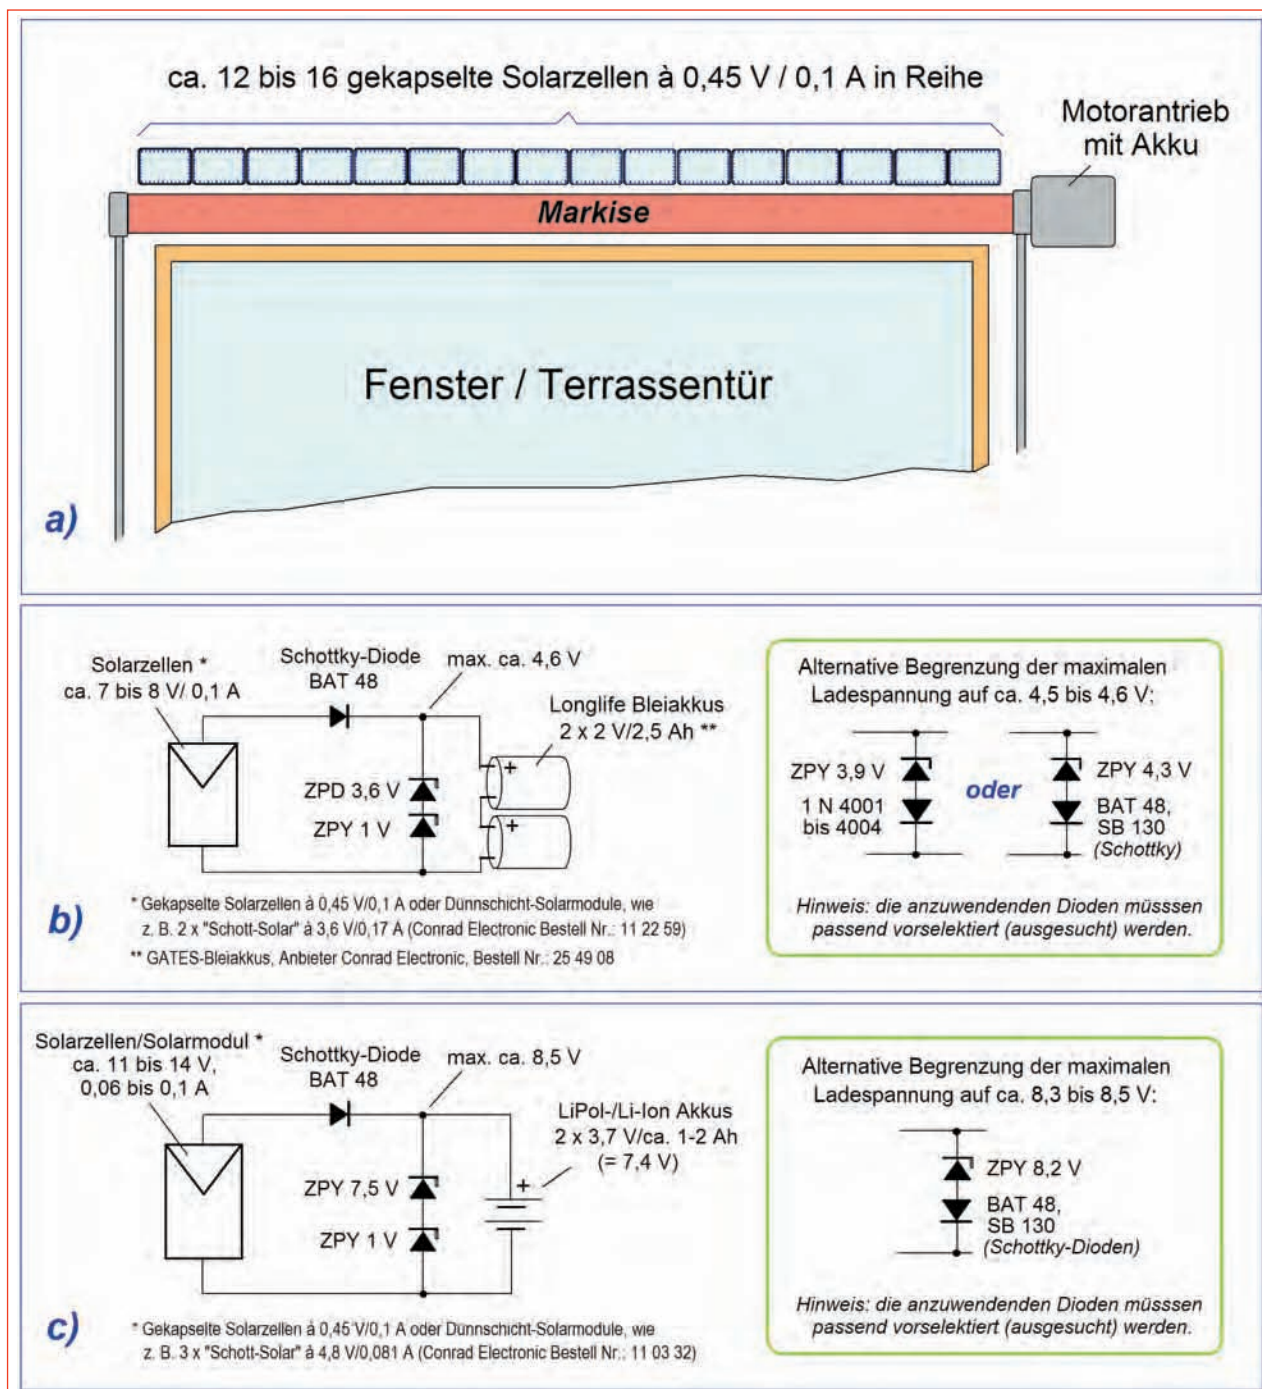 ca. 12 bis 16 gekapselte Solarzellen à 0,45 V / 0,1 A in Reihe
Motorantrieb
mit Akku
Markise
Fenster / Terrassentür
a)
Solarzellen *
ca. 7 bis 8 V/ 0,1 A
Schottky-Diode
BAT 48
max. ca. 4,6 V
Longlife Bleiakkus
2 x 2 V/2,5 Ah **
+
+
ZPD 3,6 V
ZPY 1 V
b)
* Gekapselte Solarzellen à 0,45 V/0,1 A oder Dünnschicht-Solarmodule, wie
z. B. 2 x "Schott-Solar" à 3,6 V/0,17 A (Conrad Electronic Bestell Nr.: 11 22 59)
** GATES-Bleiakkus, Anbieter Conrad Electronic, Bestell Nr.: 25 49 08
Alternative Begrenzung der maximalen
Ladespannung auf ca. 4,5 bis 4,6 V:
ZPY 3,9 V
1 N 4001
bis 4004
oder
ZPY 4,3 V
BAT 48,
SB 130
(Schottky)
Hinweis: die anzuwendenden Dioden müsssen
passend vorselektiert (ausgesucht) werden.
Solarzellen/Solarmodul *
ca. 11 bis 14 V,
0,06 bis 0,1 A
Schottky-Diode
BAT 48
max. ca. 8,5 V
LiPol-/Li-Ion Akkus
2 x 3,7 V/ca. 1-2 Ah
(= 7,4 V)
+
ZPY 7,5 V
ZPY 1 V
c)
* Gekapselte Solarzellen à 0,45 V/0,1 A oder Dünnschicht-Solarmodule, wie
z. B. 3 x "Schott-Solar" à 4,8 V/0,081 A (Conrad Electronic Bestell Nr.: 11 03 32)
Alternative Begrenzung der maximalen
Ladespannung auf ca. 8,3 bis 8,5 V:
ZPY 8,2 V
BAT 48,
SB 130
(Schottky-Dioden)
Hinweis: die anzuwendenden Dioden müsssen
passend vorselektiert (ausgesucht) werden.